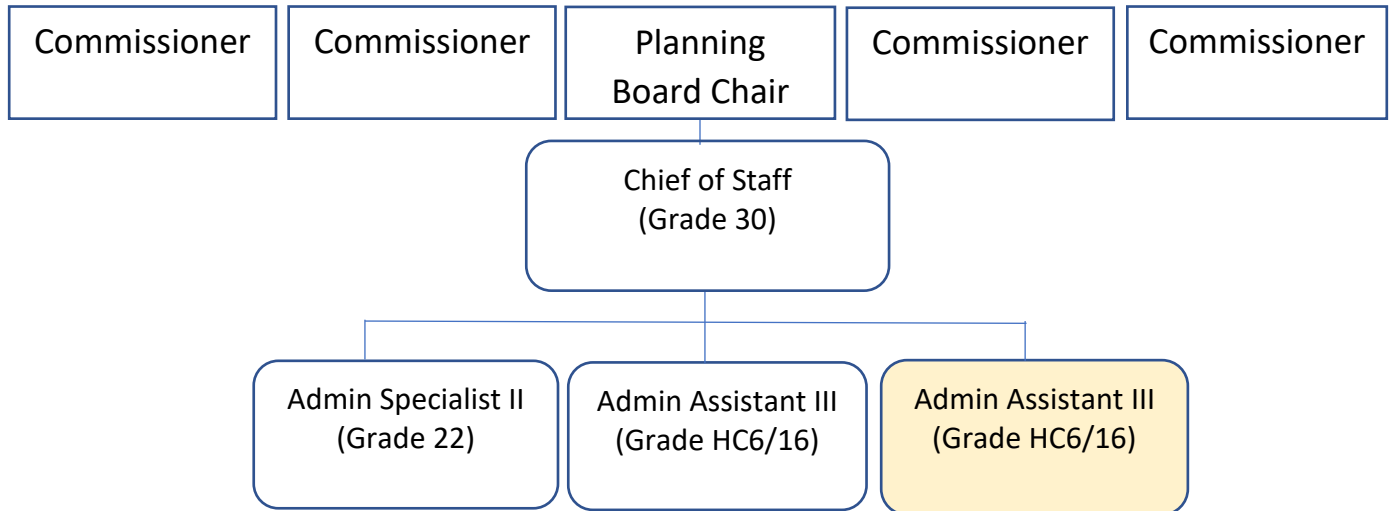 Commissioner
Commissioner
Planning
Board Chair
Commissioner
Commissioner
Chief of Staff
(Grade 30)
Admin Specialist II
(Grade 22)
Admin Assistant III
(Grade HC6/16)
Admin Assistant III
(Grade HC6/16)